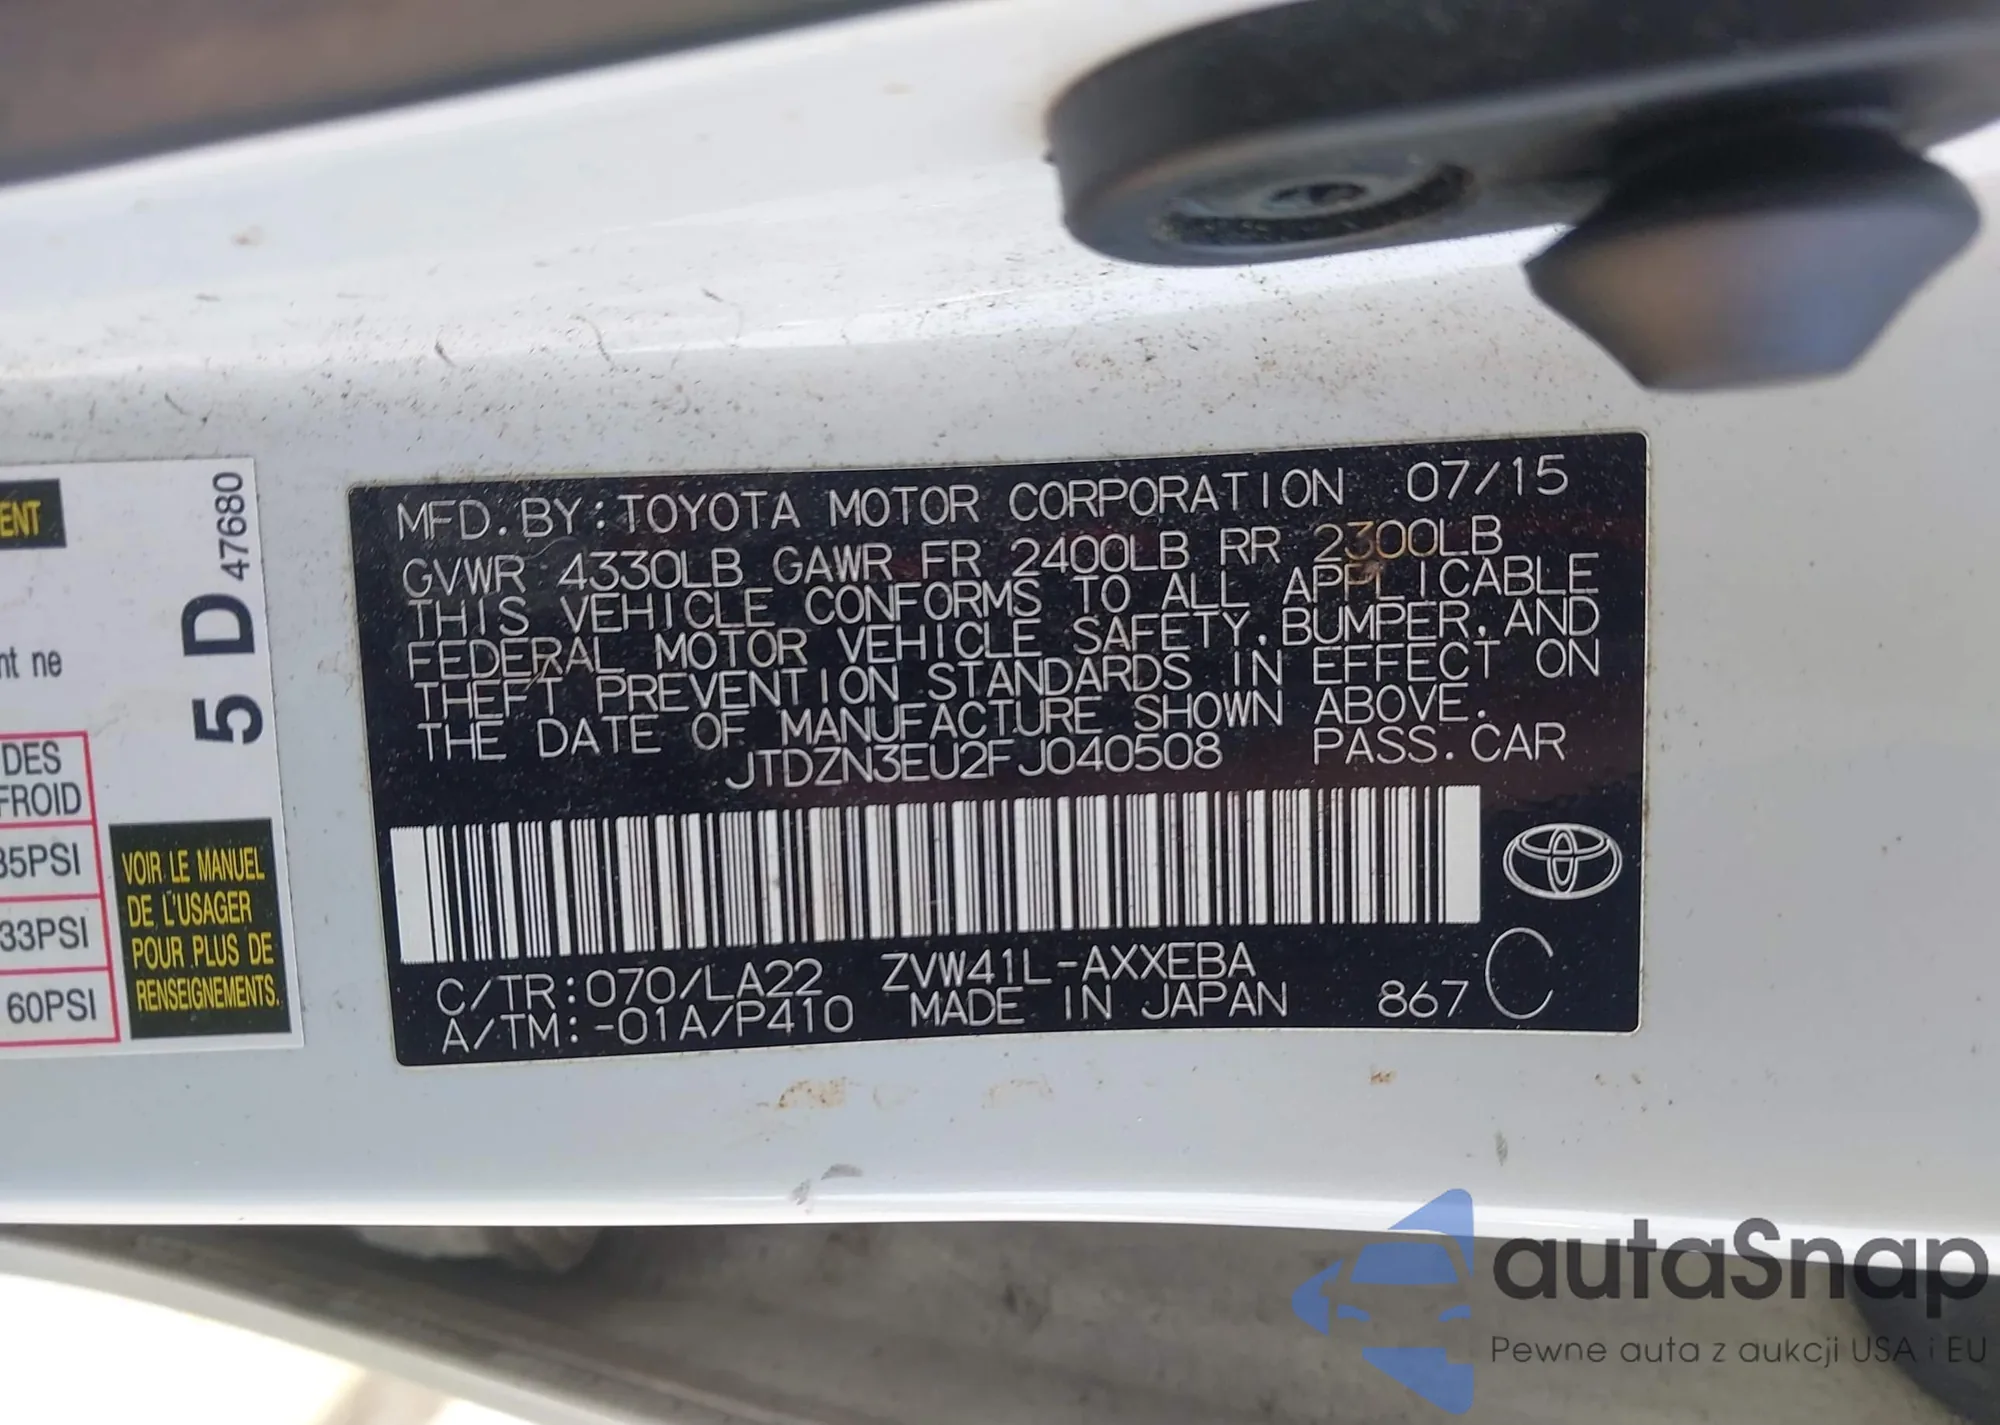 ENT
nt ne
DES
FROID
35PSI
33PSI
60PSI
5 D 47680
VOIR LE MANUEL
DE L'USAGER
POUR PLUS DE
RENSEIGNEMENTS.
MFD. BY: TOYOTA MOTOR CORPORATION 07/15
GVWR 4330LB GAWR FR 2400LB RR 2300LB
THIS VEHICLE CONFORMS TO ALL APPLICABLE
FEDERAL MOTOR VEHICLE SAFETY, BUMPER, AND
THEFT PREVENTION STANDARDS IN EFFECT ON
THE DATE OF MANUFACTURE SHOWN ABOVE.
JTDZN3EU2FJ040508 PASS. CAR
C/TR: 070/LA22 ZVW41L-AXXEBA
A/TM: -01A/P410 MADE IN JAPAN 867 C
autaSnap
Pewne auta z aukcji USA i EU